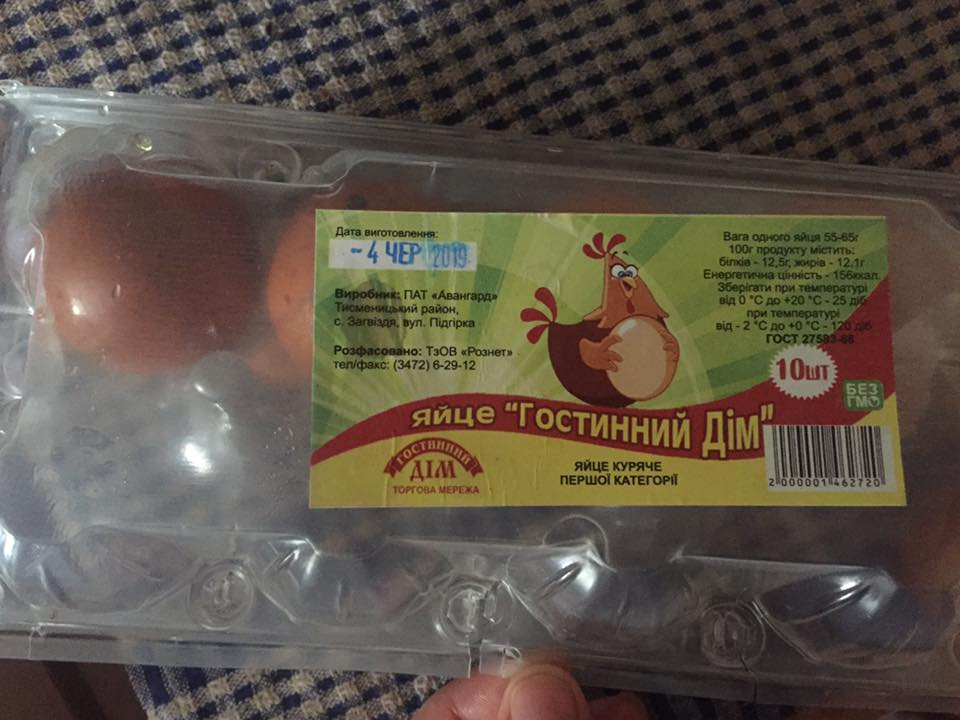 Дата виготовлення:
- 4 ЧЕР 2019
Виробник: ПАТ «Авангард»
Тисменицький район,
с. Загвіздя, вул. Підгірка
Розфасовано: ТзОВ «Рознет»
тел/факс: (3472) 6-29-12
Вага одного яйця 55-65г
100г продукту містить:
білків - 12,5г, жирів - 12.1г
Енергетична цінність - 156ккал.
Зберігати при температурі
від 0 °С до +20 °С - 25 діб
при температурі
від - 2 °С до +0 °С - 120 діб
ГОСТ 27583-88
10шт
БЕЗ
ГМО
яйце "Гостинний Дім"
ГОСТИННИЙ
ДІМ
ТОРГОВА МЕРЕЖА
ЯЙЦЕ КУРЯЧЕ
ПЕРШОЇ КАТЕГОРІЇ
2 000001 462720